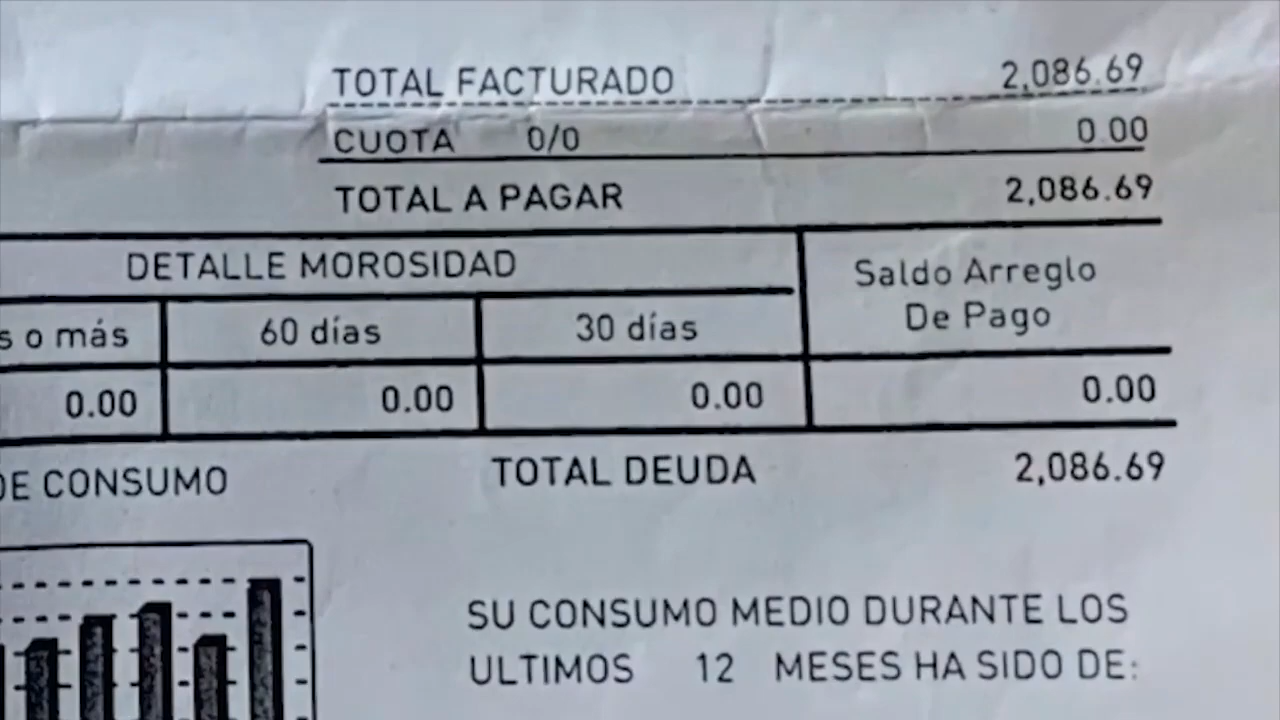 TOTAL FACTURADO 2,086.69
CUOTA 0/0 0.00
TOTAL A PAGAR 2,086.69
DETALLE MOROSIDAD
Saldo Arreglo
De Pago
s o más 60 días 30 días
0.00 0.00 0.00 0.00
DE CONSUMO TOTAL DEUDA 2,086.69
SU CONSUMO MEDIO DURANTE LOS
ULTIMOS 12 MESES HA SIDO DE: